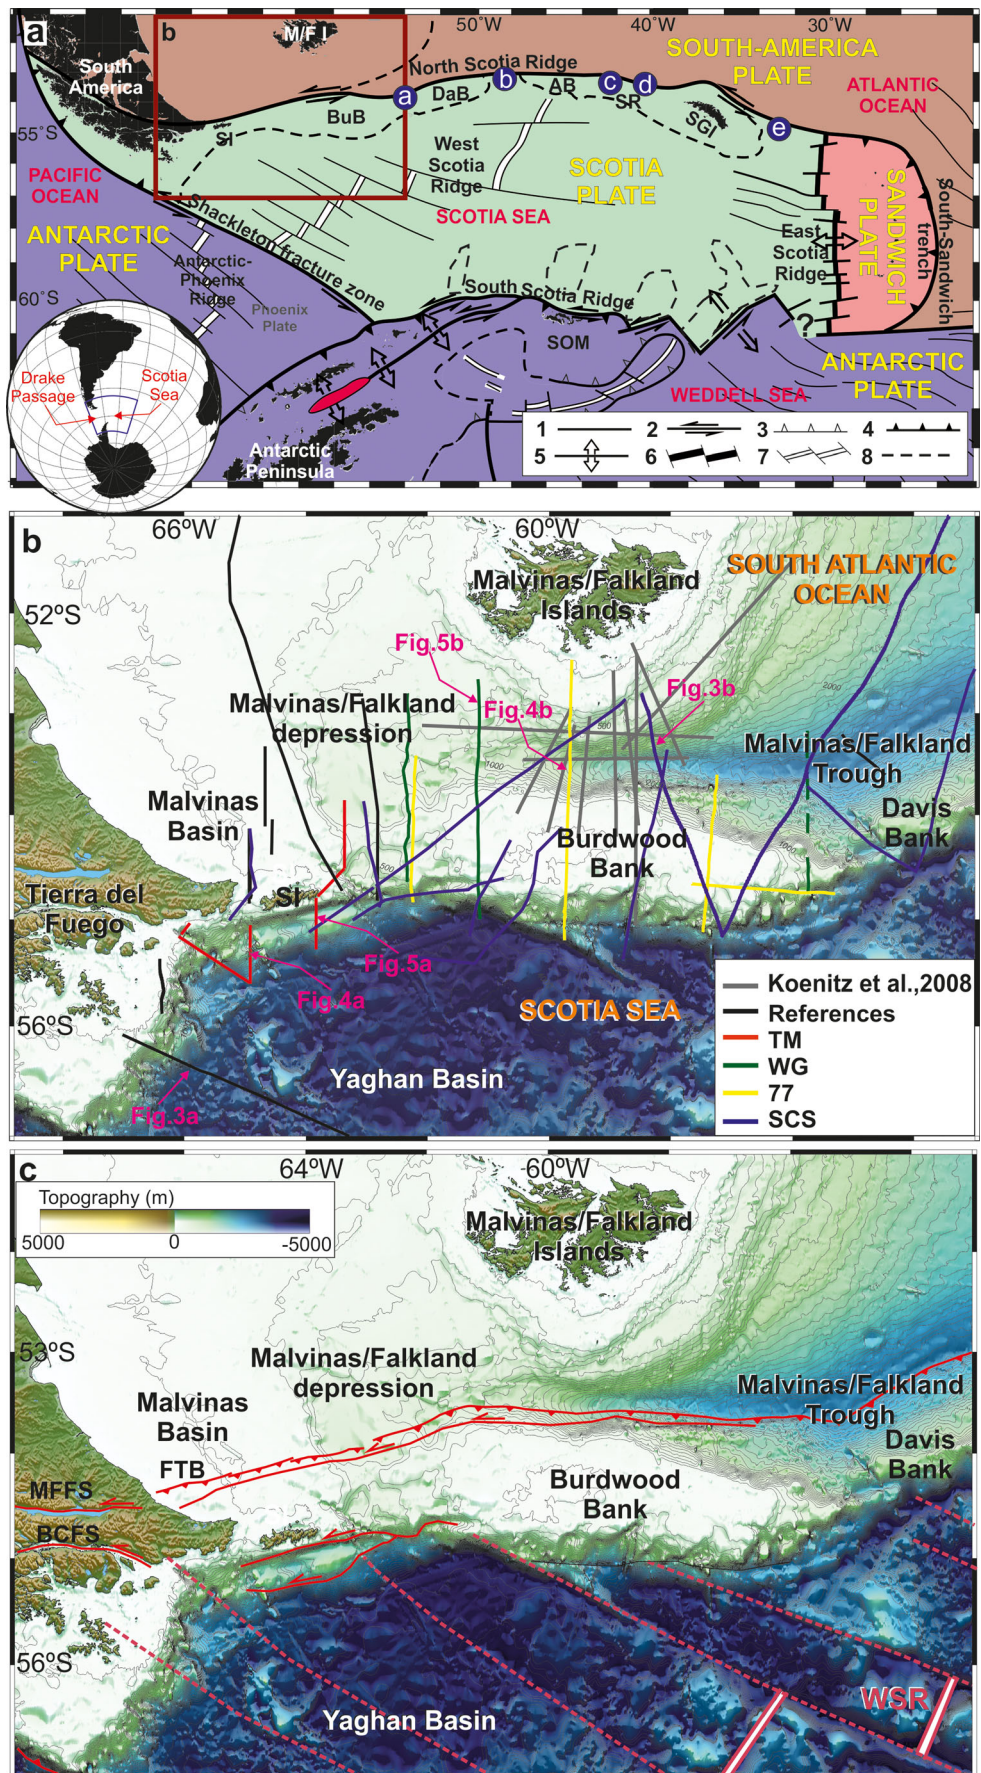 a
b
50°W
40°W
30°W
M/F I
South
America
North Scotia Ridge
SOUTH-AMERICA
PLATE
ATLANTIC
OCEAN
a
DaB
b
AB
c
d
SR
BuB
SGI
e
55°S
SI
West
Scotia
Ridge
SCOTIA
PLATE
PACIFIC
OCEAN
SCOTIA SEA
SANDWICH
PLATE
South-Sandwich
trench
Shackleton fracture zone
ANTARCTIC
PLATE
East
Scotia
Ridge
Antarctic-
Phoenix
Ridge
60°S
Phoenix
Plate
South Scotia Ridge
?
SOM
ANTARCTIC
PLATE
WEDDELL SEA
Drake
Passage
Scotia
Sea
Antarctic
Peninsula
1
2
3
4
5
6
7
8
b
66°W
60°W
52°S
Malvinas/Falkland
Islands
SOUTH ATLANTIC
OCEAN
Fig.5b
Fig.3b
Fig.4b
2000
500
Malvinas/Falkland
depression
Malvinas/Falkland
Trough
1000
Malvinas
Basin
Davis
Bank
Burdwood
Bank
1000
500
Tierra del
Fuego
SI
Fig.5a
Fig.4a
56°S
SCOTIA SEA
Yaghan Basin
Fig.3a
Koenitz et al.,2008
References
TM
WG
77
SCS
c
64°W
-60°W
Topography (m)
5000
0
-5000
Malvinas/Falkland
Islands
53°S
Malvinas/Falkland
depression
Malvinas/Falkland
Trough
Malvinas
Basin
Davis
Bank
FTB
MFFS
Burdwood
Bank
BCFS
56°S
WSR
Yaghan Basin